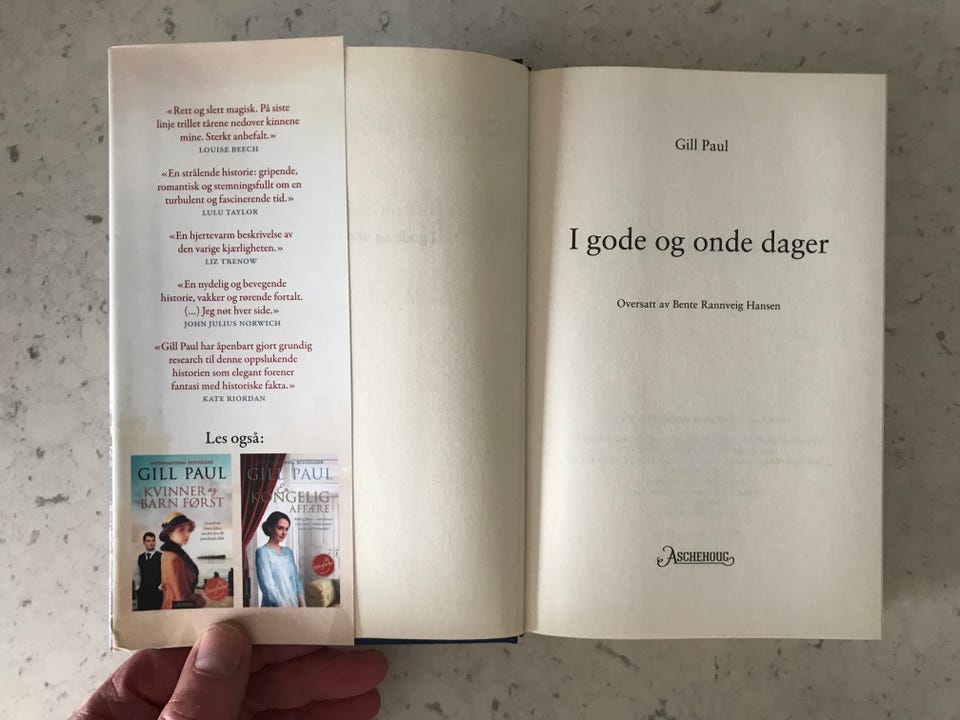 «Rett og slett magisk. På siste
linje trillet tårene nedover kinnene
mine. Sterkt anbefalt.»
LOUISE BEECH
«En strålende historie: gripende,
romantisk og stemningsfullt om en
turbulent og fascinerende tid.»
LULU TAYLOR
«En hjertevarm beskrivelse av
den varige kjærligheten.»
LIZ TRENOW
«En nydelig og bevegende
historie, vakker og rørende fortalt.
(...) Jeg nøt hver side.»
JOHN JULIUS NORWICH
«Gill Paul har åpenbart gjort grundig
research til denne oppslukende
historien som elegant forener
fantasi med historiske fakta.»
KATE RIORDAN
Les også:
INTERNASJONAL BESTSELGER
GILL PAUL
KVINNER og
BARN FØRST
BESTSELGER
GILL PAUL
En
KONGELIG
AFFÆRE
Gill Paul
I gode og onde dager
Oversatt av Bente Rannveig Hansen
ASCHEHOUG